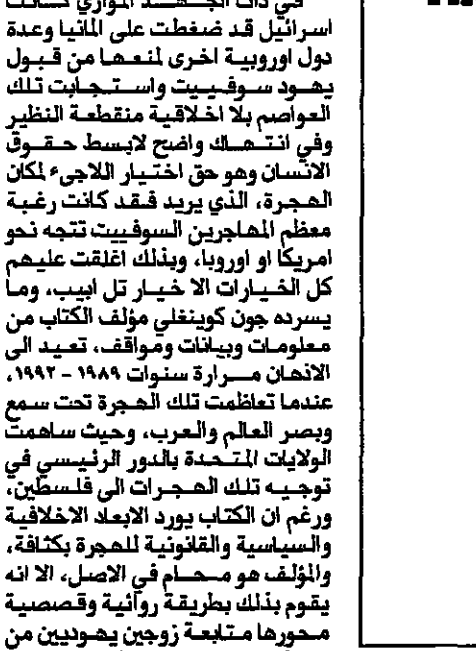 في ذات الجهد الموازي كانت
اسرائيل قد ضغطت على المانيا وعدة
دول اوروبية اخرى لمنعها من قبول
يهود سوفييت واستجابت تلك
العواصم بلا اخلاقية منقطعة النظير
وفي انتهاك واضح لابسط حقوق
الانسان وهو حق اختيار اللاجىء لمكان
الهجرة، الذي يريد فقد كانت رغبة
معظم المهاجرين السوفييت تتجه نحو
امريكا او اوروبا، وبذلك اغلقت عليهم
كل الخيارات الا خيار تل ابيب، وما
يسرده جون كوينغلي مؤلف الكتاب من
معلومات وبيانات ومواقف، تعيد الى
الاذهان مرارة سنوات ١٩٨٩ - ١٩٩٢،
عندما تعاظمت تلك الهجرة تحت سمع
وبصر العالم والعرب، وحيث ساهمت
الولايات المتحدة بالدور الرئيسي في
توجيه تلك الهجرات الى فلسطين،
ورغم ان الكتاب يورد الابعاد الاخلاقية
والسياسية والقانونية للهجرة بكثافة،
والمؤلف هو محام في الاصل، الا انه
يقوم بذلك بطريقة روائية وقصصية
محورها متابعة زوجين يهوديين من